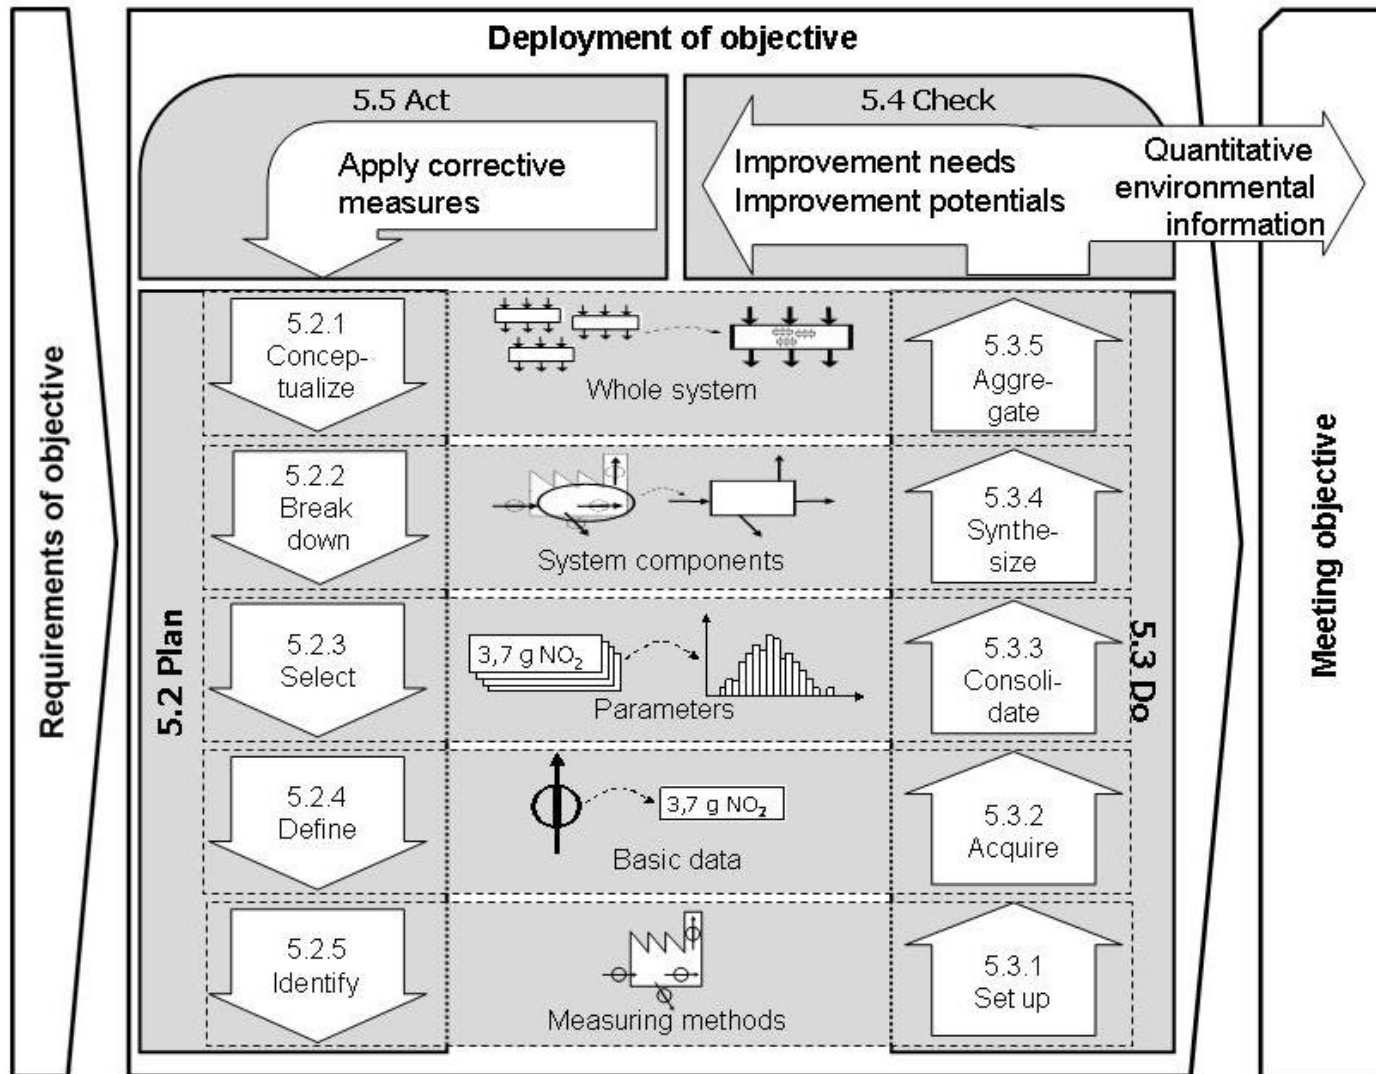 Deployment of objective
5.5 Act
5.4 Check
Apply corrective
measures
Improvement needs
Improvement potentials
Quantitative
environmental
information
Requirements of objective
5.2 Plan
5.2.1
Concep-
tualize
Whole system
5.3.5
Aggre-
gate
5.2.2
Break
down
System components
5.3.4
Synthe-
size
5.2.3
Select
3,7 g NO₂
Parameters
5.3.3
Consoli-
date
5.2.4
Define
3,7 g NO₂
Basic data
5.3.2
Acquire
5.2.5
Identify
Measuring methods
5.3.1
Set up
5.3 Do
Meeting objective